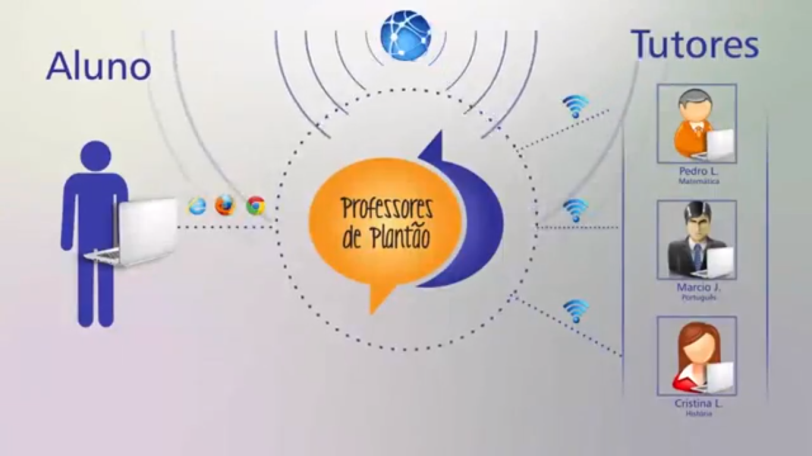 Aluno
Tutores
Professores
de Plantão
Pedro L.
Matemática
Marcio J.
Português
Cristina L.
História